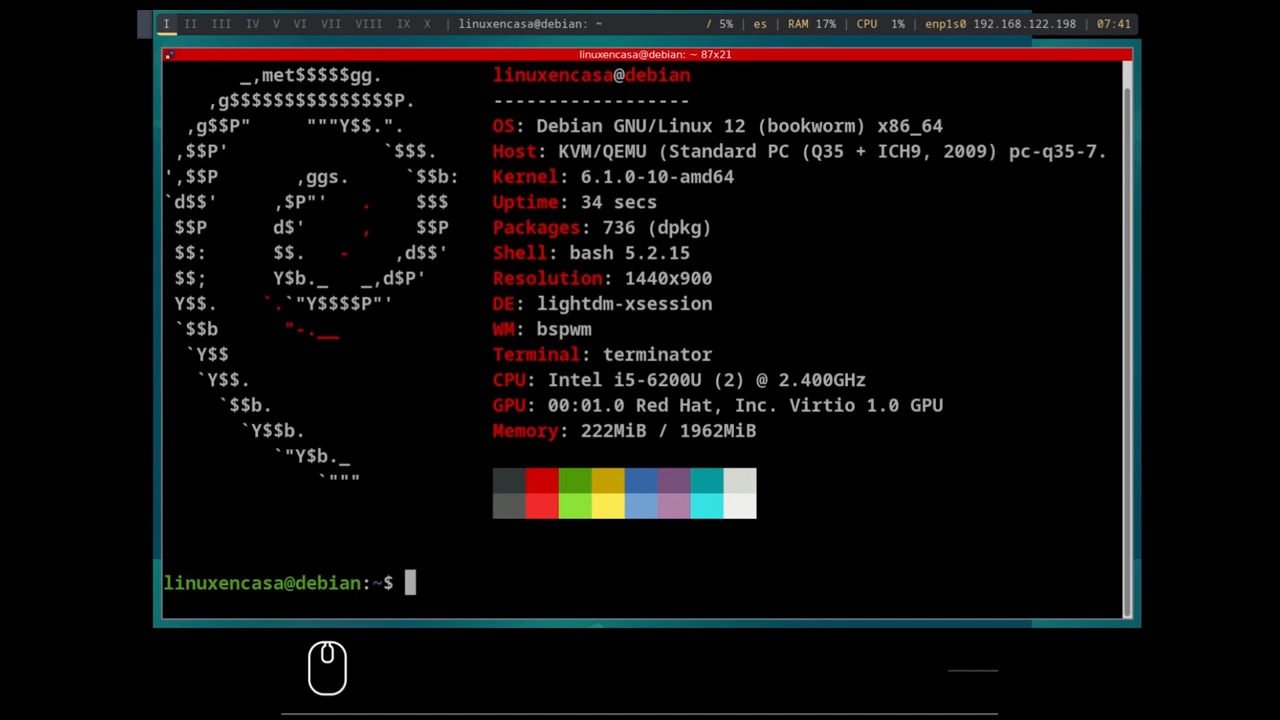 I II III IV V VI VII VIII IX X | linuxencasa@debian: ~ / 5% | es | RAM 17% | CPU 1% | enp1s0 192.168.122.198 | 07:41
linuxencasa@debian: ~ 87x21
_,met$$$$$gg. linuxencasa@debian
,g$$$$$$$$$$$$$$$P. ------------------
,g$$P" """Y$$.". OS: Debian GNU/Linux 12 (bookworm) x86_64
,$$P' `$$$. Host: KVM/QEMU (Standard PC (Q35 + ICH9, 2009) pc-q35-7.
',$$P ,ggs. `$$b: Kernel: 6.1.0-10-amd64
`d$$' ,$P"' . $$$ Uptime: 34 secs
$$P d$' , $$P Packages: 736 (dpkg)
$$: $$. - ,d$$' Shell: bash 5.2.15
$$; Y$b._ _,d$P' Resolution: 1440x900
Y$$. `.`"Y$$$$P"' DE: lightdm-xsession
`$$b "-.__ WM: bspwm
`Y$$ Terminal: terminator
`Y$$. CPU: Intel i5-6200U (2) @ 2.400GHz
`$$b. GPU: 00:01.0 Red Hat, Inc. Virtio 1.0 GPU
`Y$$b. Memory: 222MiB / 1962MiB
`"Y$b._
`"""
linuxencasa@debian:~$